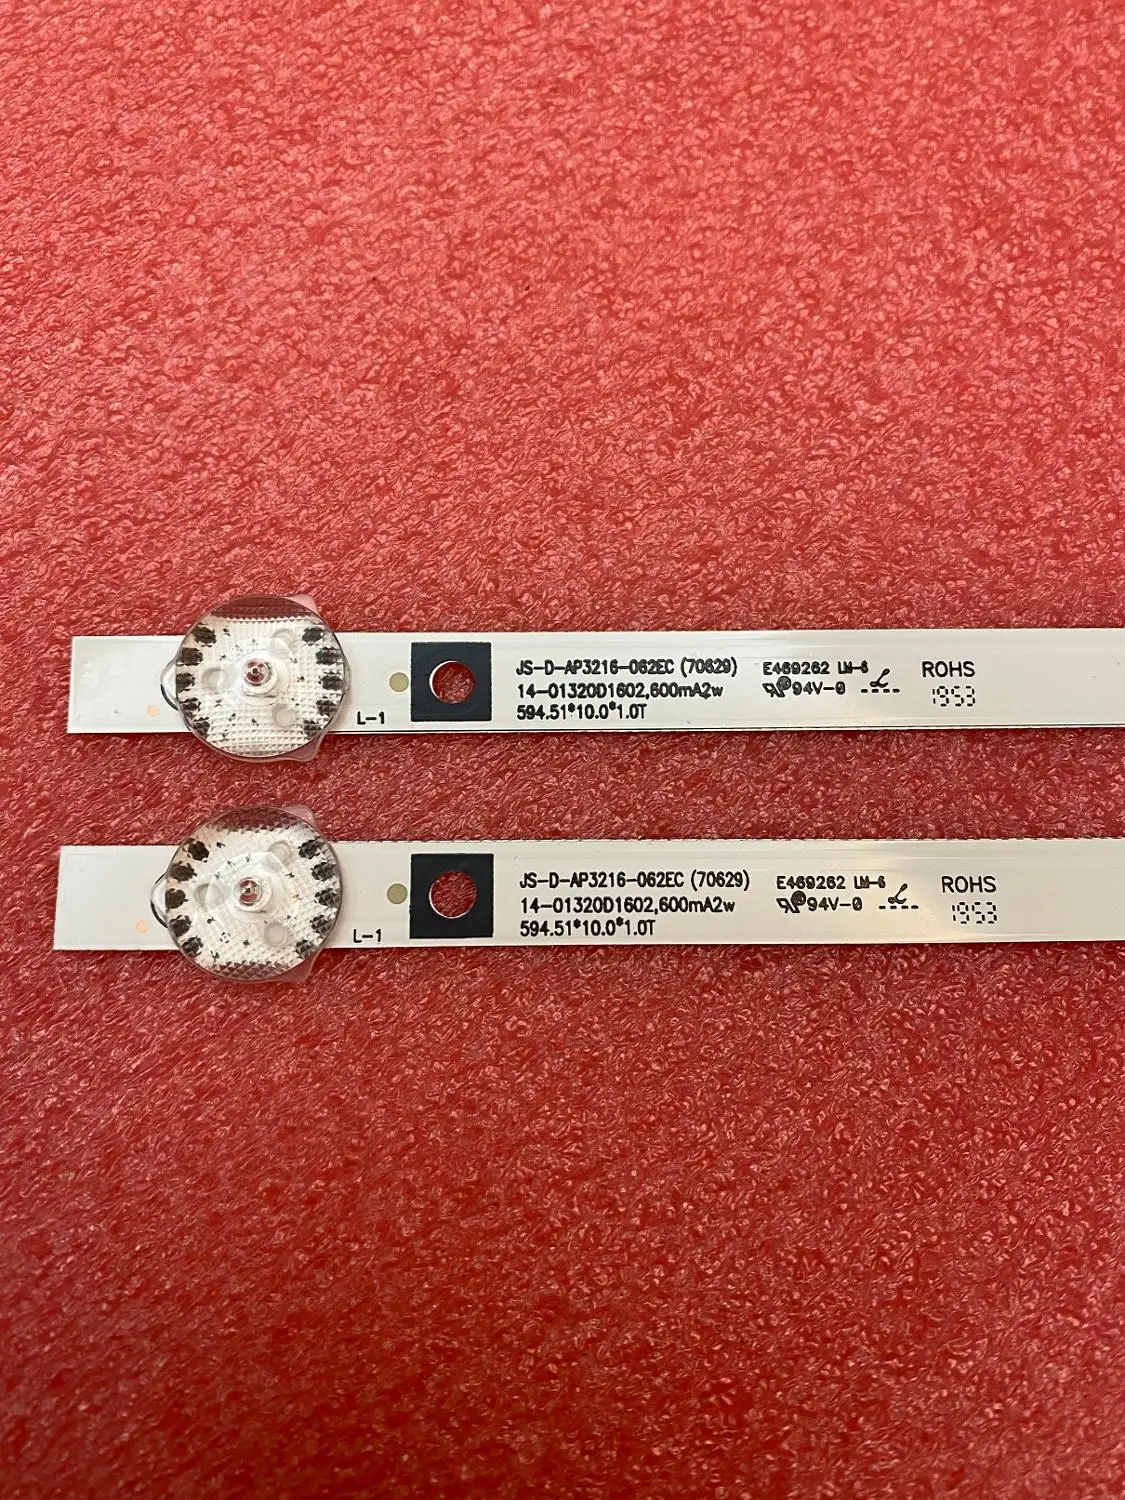 L-1
JS-D-AP3216-062EC (70629)
14-01320D1602,600mA2w
594.51*10.0*1.0T
E469262 LM-6
94V-0
ROHS
1953
L-1
JS-D-AP3216-062EC (70629)
14-01320D1602,600mA2w
594.51*10.0*1.0T
E469262 LM-6
94V-0
ROHS
1953